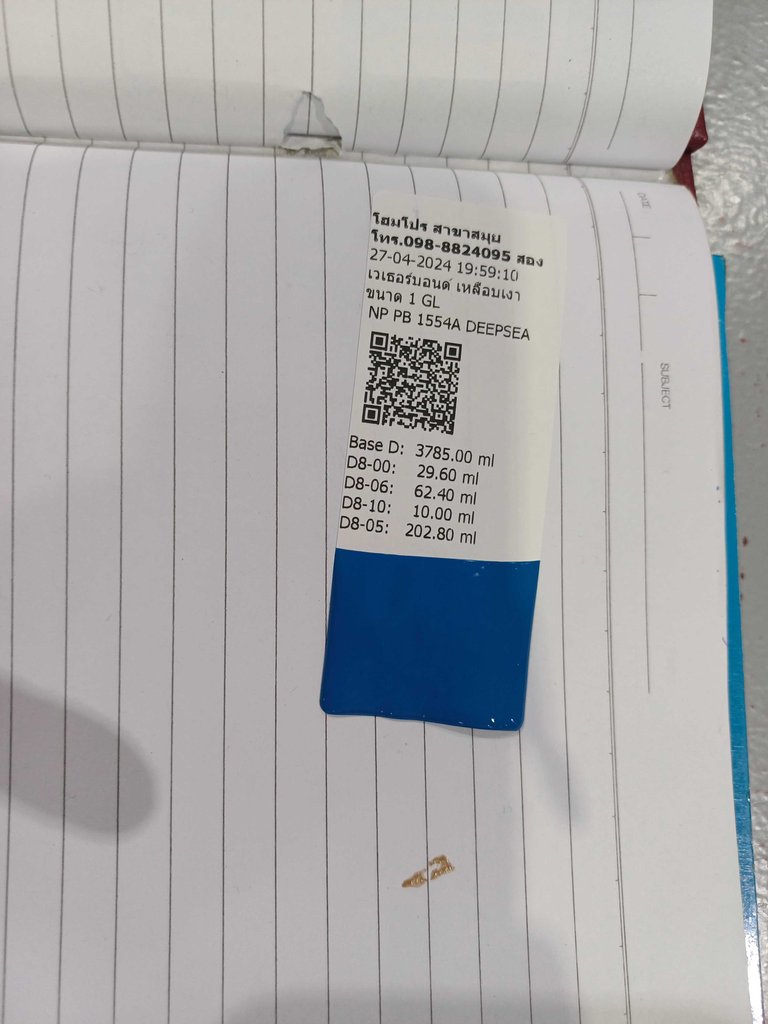 โฮมโปร สาขาสมุย
โทร.098-8824095 สอง
27-04-2024 19:59:10
เวเธอร์บอนด์ เหลือบเงา
ขนาด 1 GL
NP PB 1554A DEEPSEA
Base D: 3785.00 ml
D8-00: 29.60 ml
D8-06: 62.40 ml
D8-10: 10.00 ml
D8-05: 202.80 ml
DATE
SUBJECT